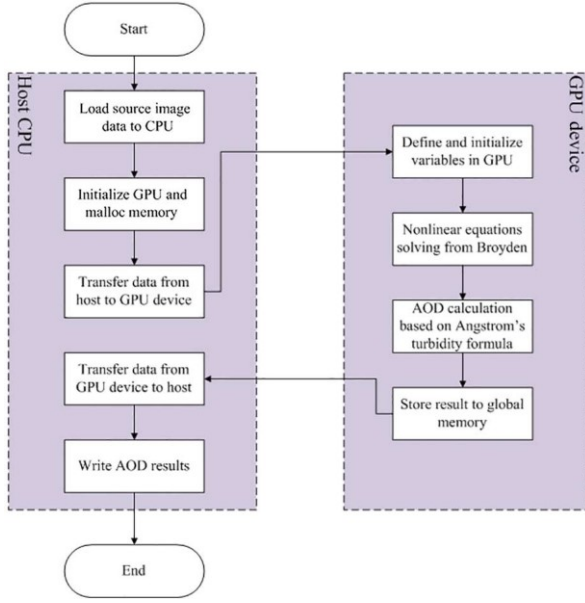 Start
Host CPU
Load source image
data to CPU
Initialize GPU and
malloc memory
Transfer data from
host to GPU device
Transfer data from
GPU device to host
Write AOD results
End
GPU device
Define and initialize
variables in GPU
Nonlinear equations
solving from Broyden
AOD calculation
based on Angstrom's
turbidity formula
Store result to global
memory